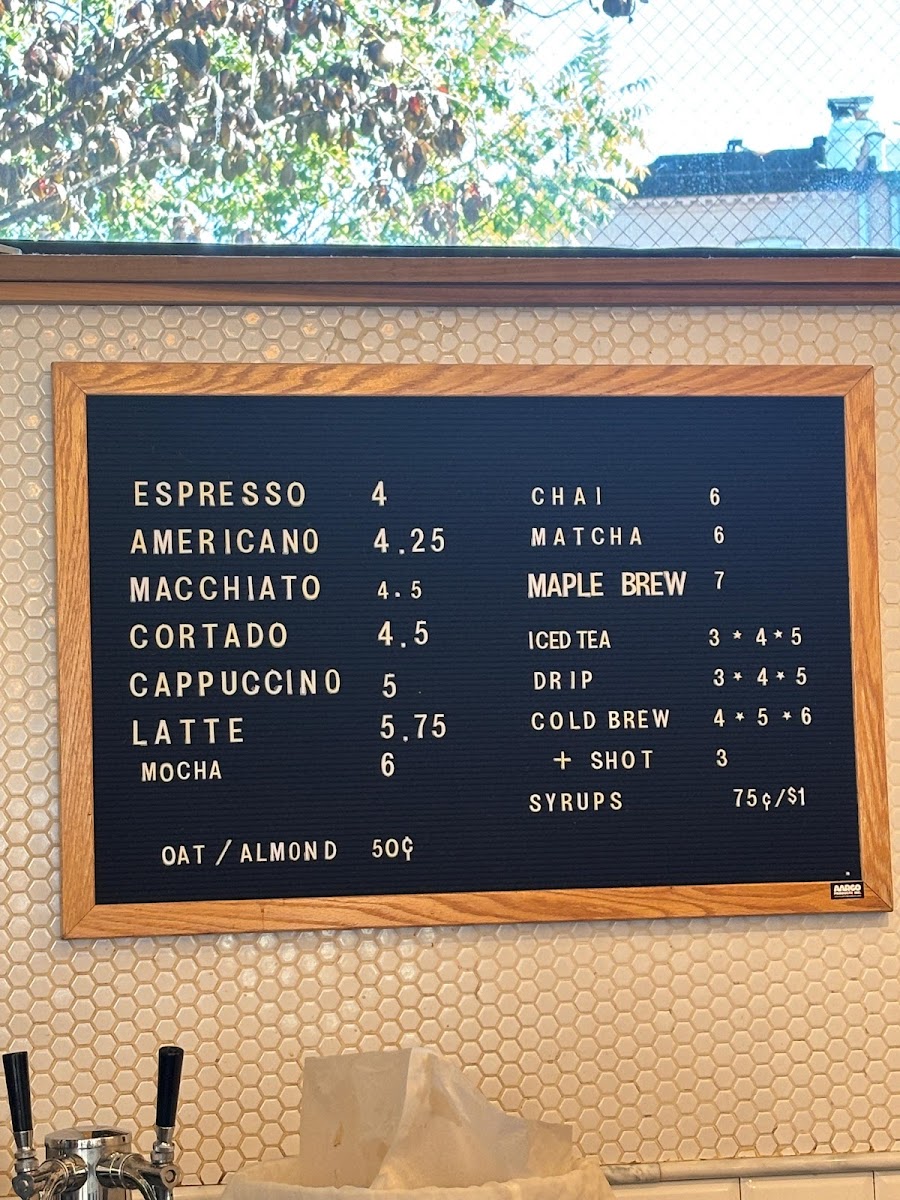 ESPRESSO 4
AMERICANO 4.25
MACCHIATO 4.5
CORTADO 4.5
CAPPUCCINO 5
LATTE 5.75
MOCHA 6
OAT / ALMOND 50¢
CHAI 6
MATCHA 6
MAPLE BREW 7
ICED TEA 3 * 4 * 5
DRIP 3 * 4 * 5
COLD BREW 4 * 5 * 6
+ SHOT 3
SYRUPS 75¢/$1
AARCO